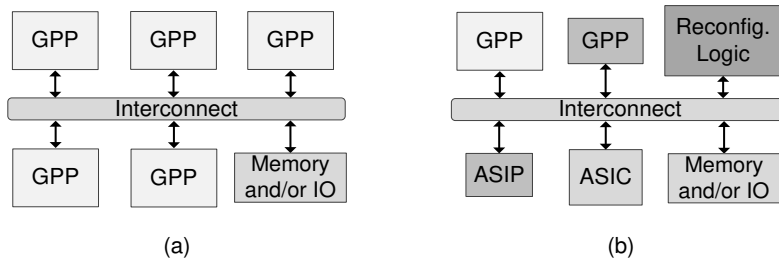 GPP
GPP
GPP
Interconnect
GPP
GPP
Memory
and/or IO
(a)
GPP
GPP
Reconfig.
Logic
Interconnect
ASIP
ASIC
Memory
and/or IO
(b)